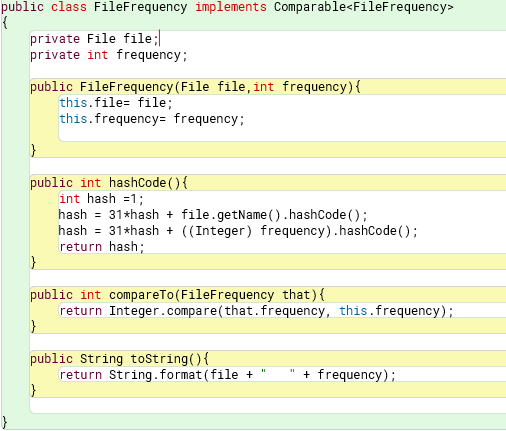 public class FileFrequency implements Comparable<FileFrequency>
{
    private File file;
    private int frequency;

    public FileFrequency(File file,int frequency){
        this.file= file;
        this.frequency= frequency;

    }

    public int hashCode(){
        int hash =1;
        hash = 31*hash + file.getName().hashCode();
        hash = 31*hash + ((Integer) frequency).hashCode();
        return hash;
    }

    public int compareTo(FileFrequency that){
        return Integer.compare(that.frequency, this.frequency);
    }

    public String toString(){
        return String.format(file + "   " + frequency);
    }

}